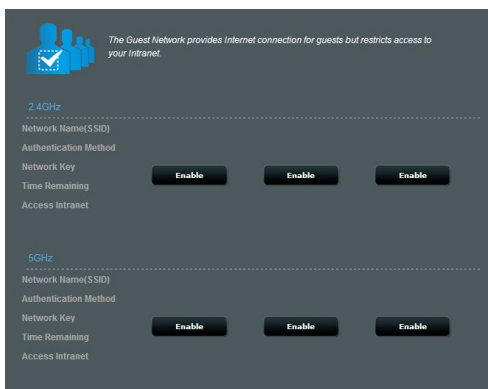 The Guest Network provides Internet connection for guests but restricts access to
your Intranet.
2.4GHz
Network Name(SSID)
Authentication Method
Network Key
Enable Enable Enable
Time Remaining
Access Intranet
5GHz
Network Name(SSID)
Authentication Method
Network Key
Enable Enable Enable
Time Remaining
Access Intranet